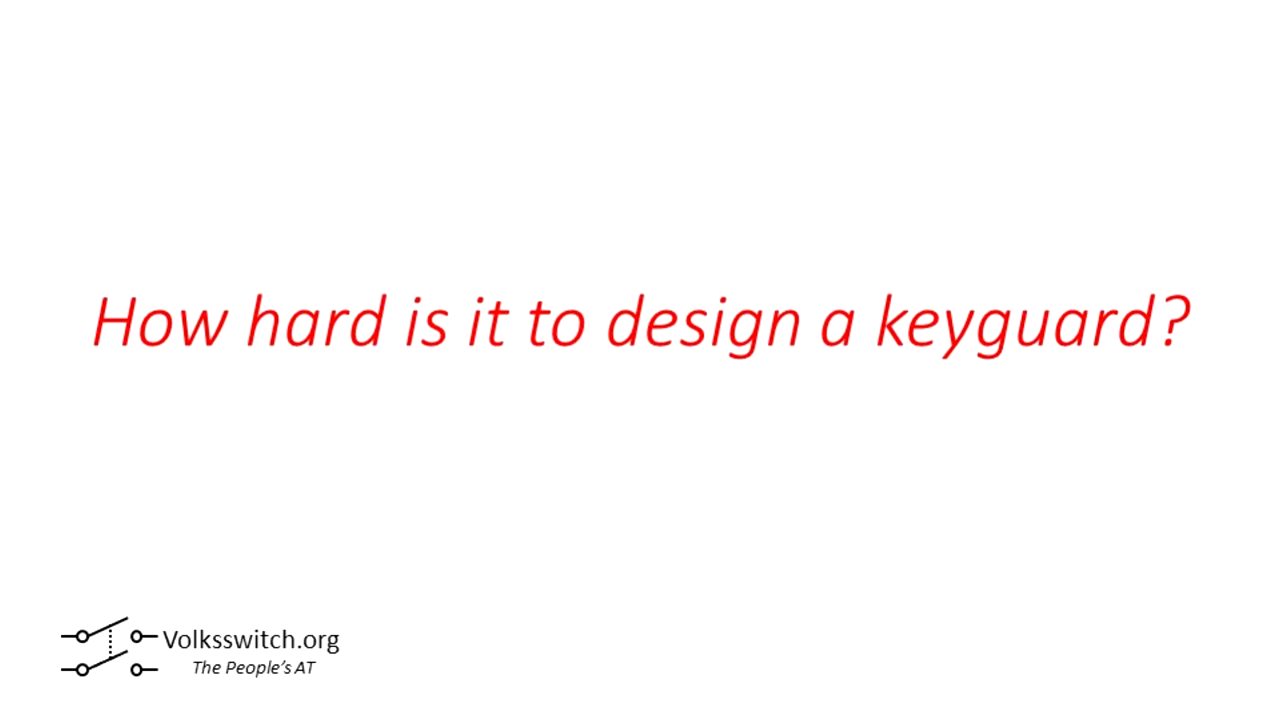 How hard is it to design a keyguard?
Volksswitch.org
The People's AT